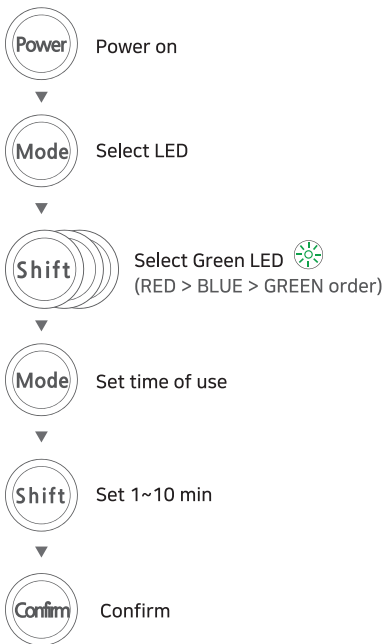 Power Power on
Mode Select LED
Shift Select Green LED
(RED > BLUE > GREEN order)
Mode Set time of use
Shift Set 1~10 min
Confirm Confirm